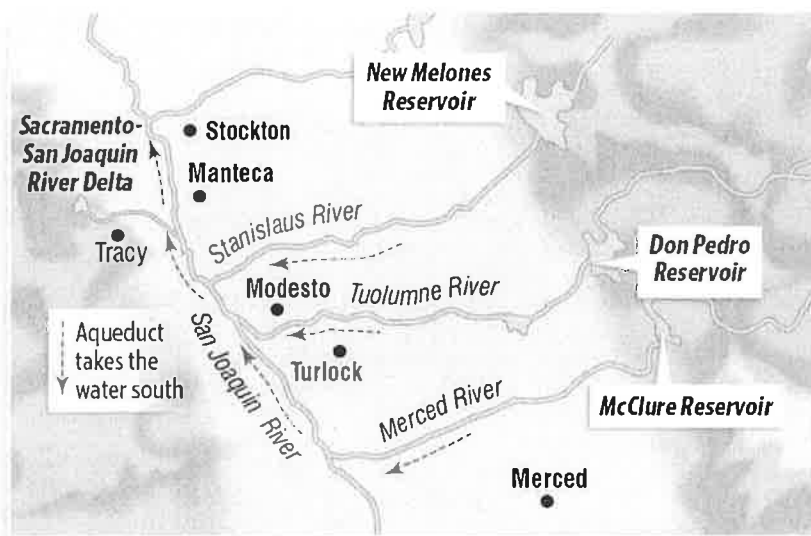 New Melones
Reservoir
Sacramento-
San Joaquin
River Delta
Stockton
Manteca
Stanislaus River
Tracy
Don Pedro
Reservoir
Modesto
Tuolumne River
Aqueduct
takes the
water south
San Joaquin River
Turlock
Merced River
McClure Reservoir
Merced